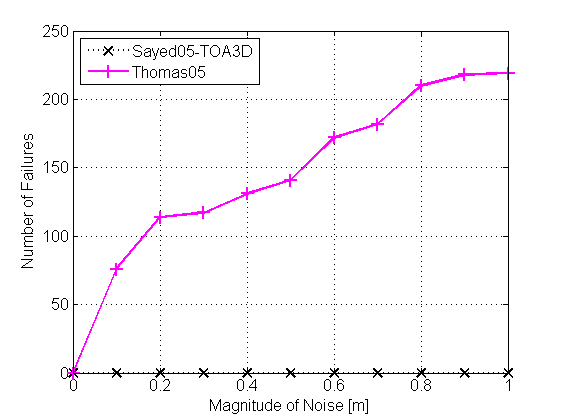 250
200
150
100
50
0
Number of Failures
Sayed05-TOA3D
Thomas05
0 0.2 0.4 0.6 0.8 1
Magnitude of Noise [m]